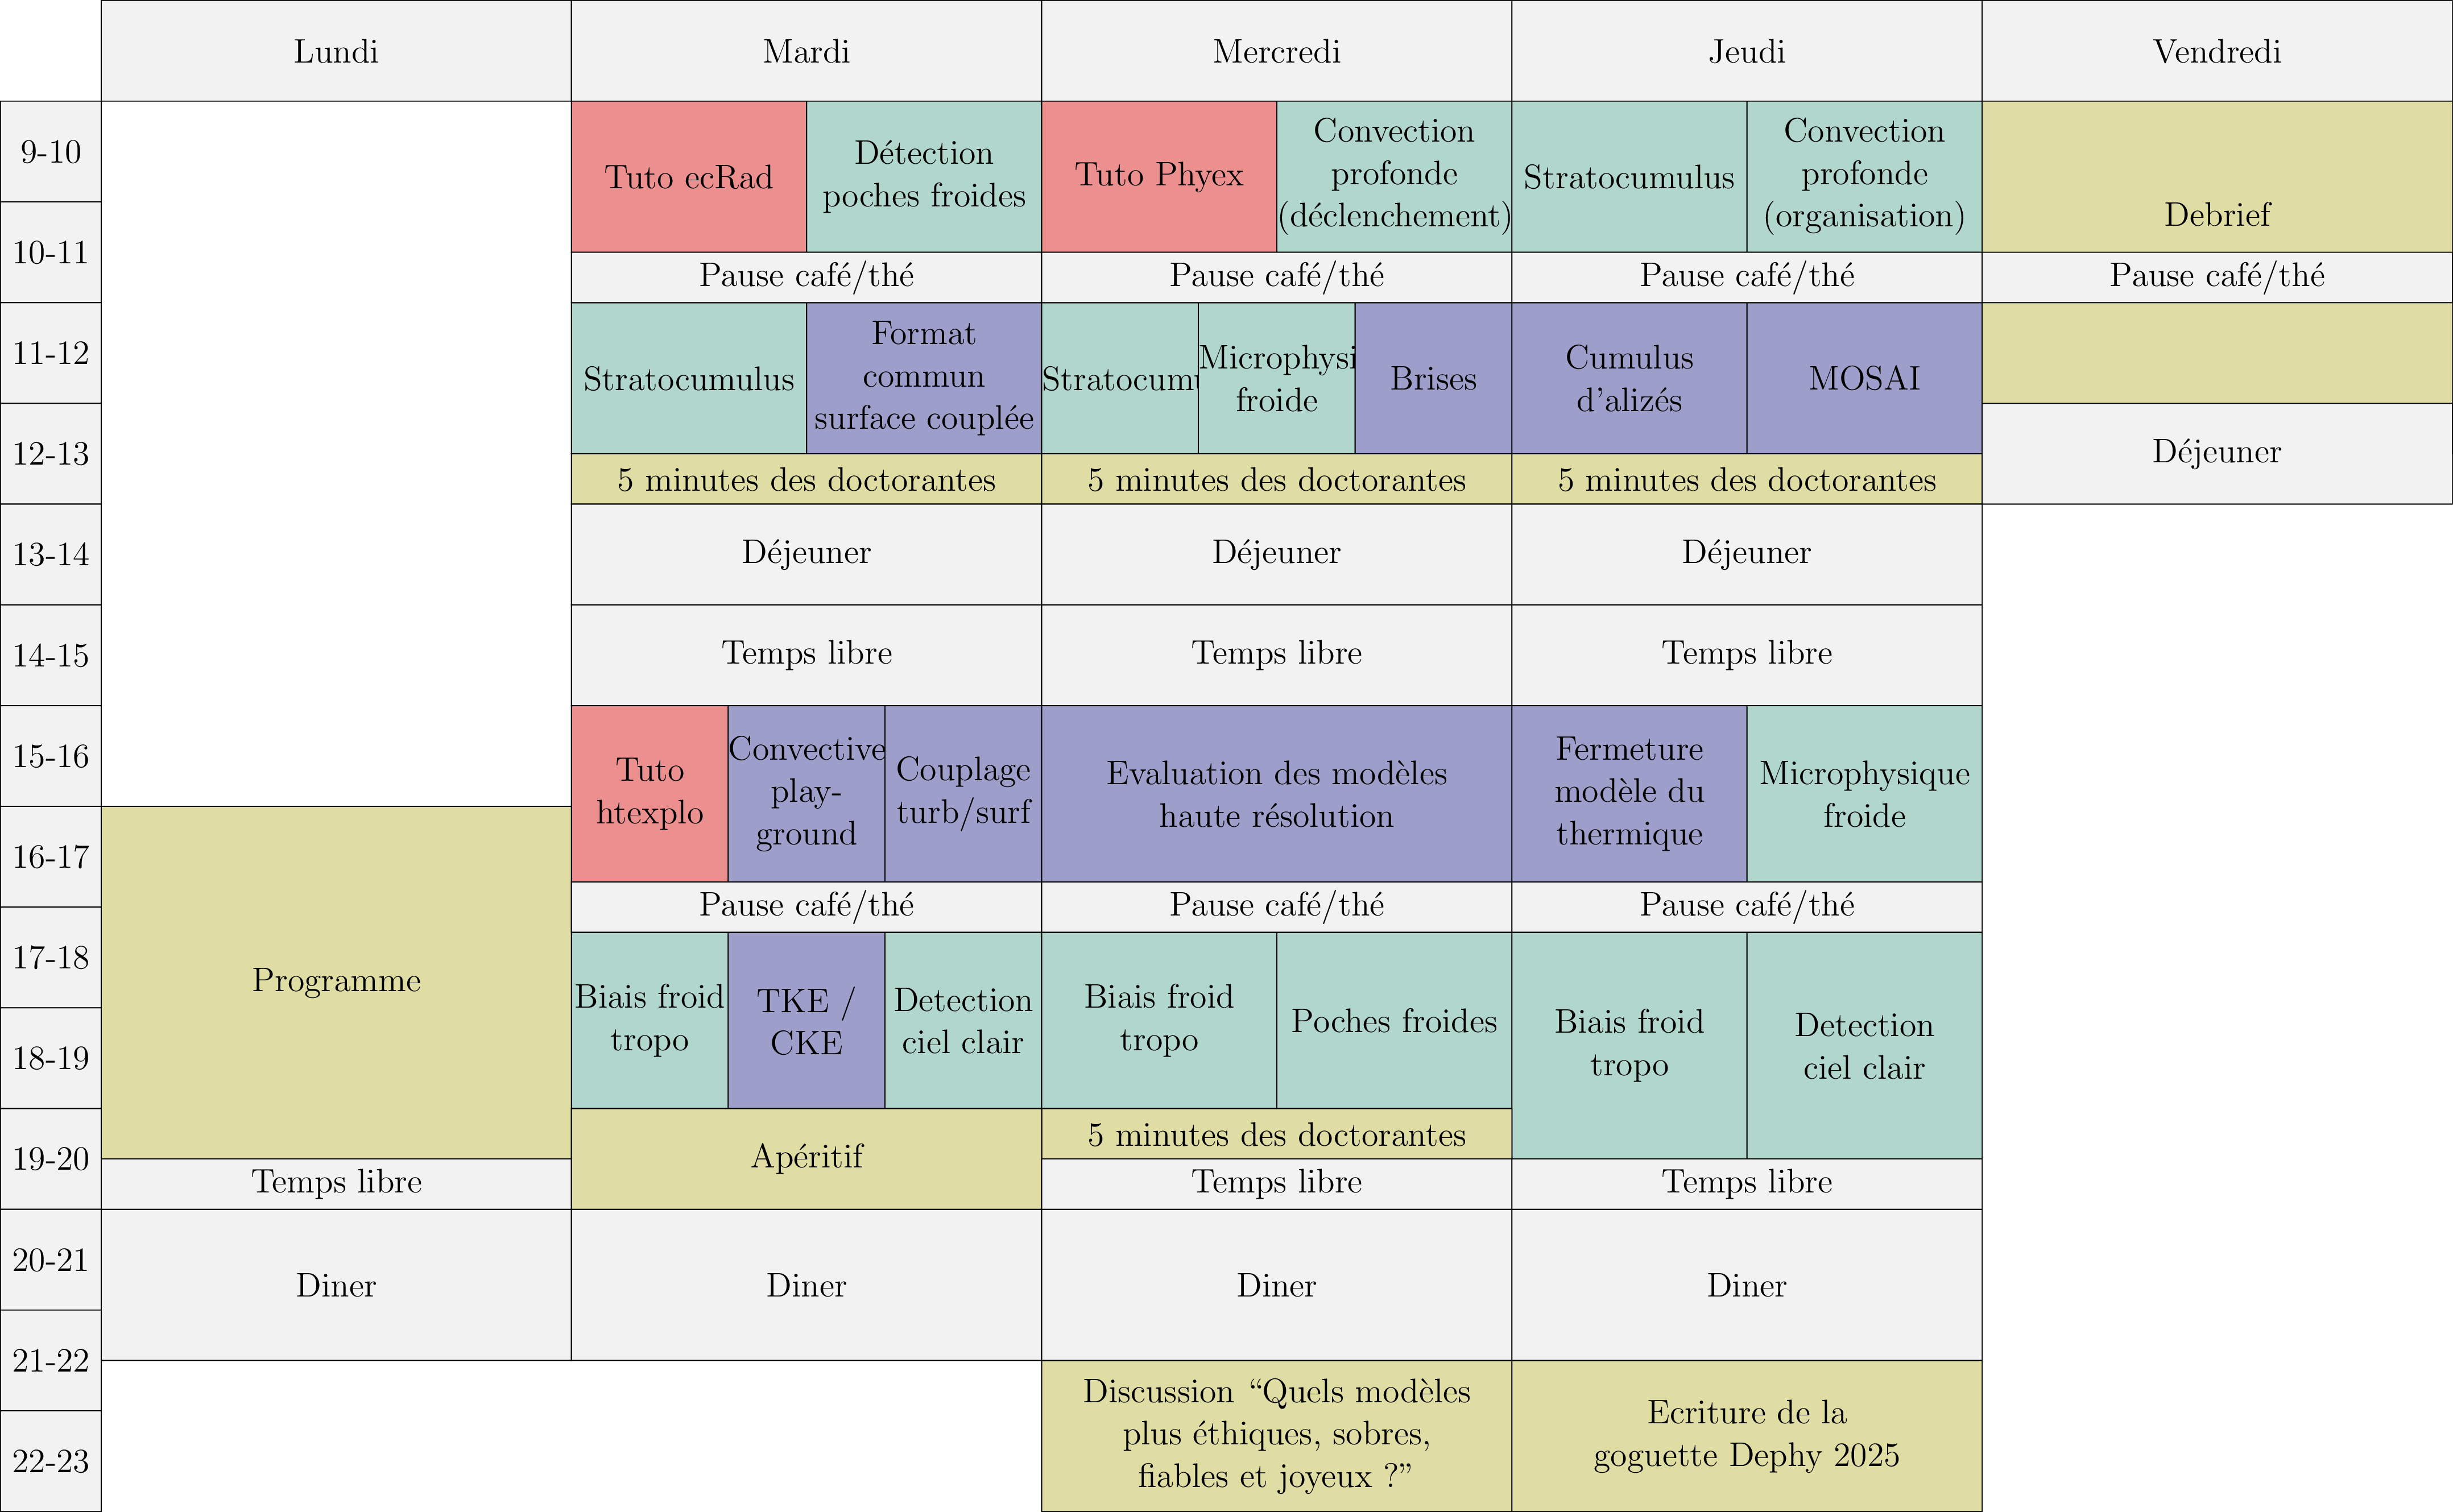 Lundi
Mardi
Mercredi
Jeudi
Vendredi
9-10
10-11
11-12
12-13
13-14
14-15
15-16
16-17
17-18
18-19
19-20
20-21
21-22
22-23
Programme
Temps libre
Diner
Tuto ecRad
Détection
poches froides
Pause café/thé
Stratocumulus
Format
commun
surface couplée
5 minutes des doctorantes
Déjeuner
Temps libre
Tuto
htexplo
Convective
play-
ground
Couplage
turb/surf
Pause café/thé
Biais froid
tropo
TKE /
CKE
Detection
ciel clair
Apéritif
Diner
Tuto Phyex
Convection
profonde
(déclenchement)
Pause café/thé
Stratocumu
Microphysi
froide
Brises
5 minutes des doctorantes
Déjeuner
Temps libre
Evaluation des modèles
haute résolution
Pause café/thé
Biais froid
tropo
Poches froides
5 minutes des doctorantes
Temps libre
Diner
Discussion “Quels modèles
plus éthiques, sobres,
fiables et joyeux ?”
Stratocumulus
Convection
profonde
(organisation)
Pause café/thé
Cumulus
d’alizés
MOSAI
5 minutes des doctorantes
Déjeuner
Temps libre
Fermeture
modèle du
thermique
Microphysique
froide
Pause café/thé
Biais froid
tropo
Detection
ciel clair
Temps libre
Diner
Ecriture de la
goguette Dephy 2025
Debrief
Pause café/thé
Déjeuner